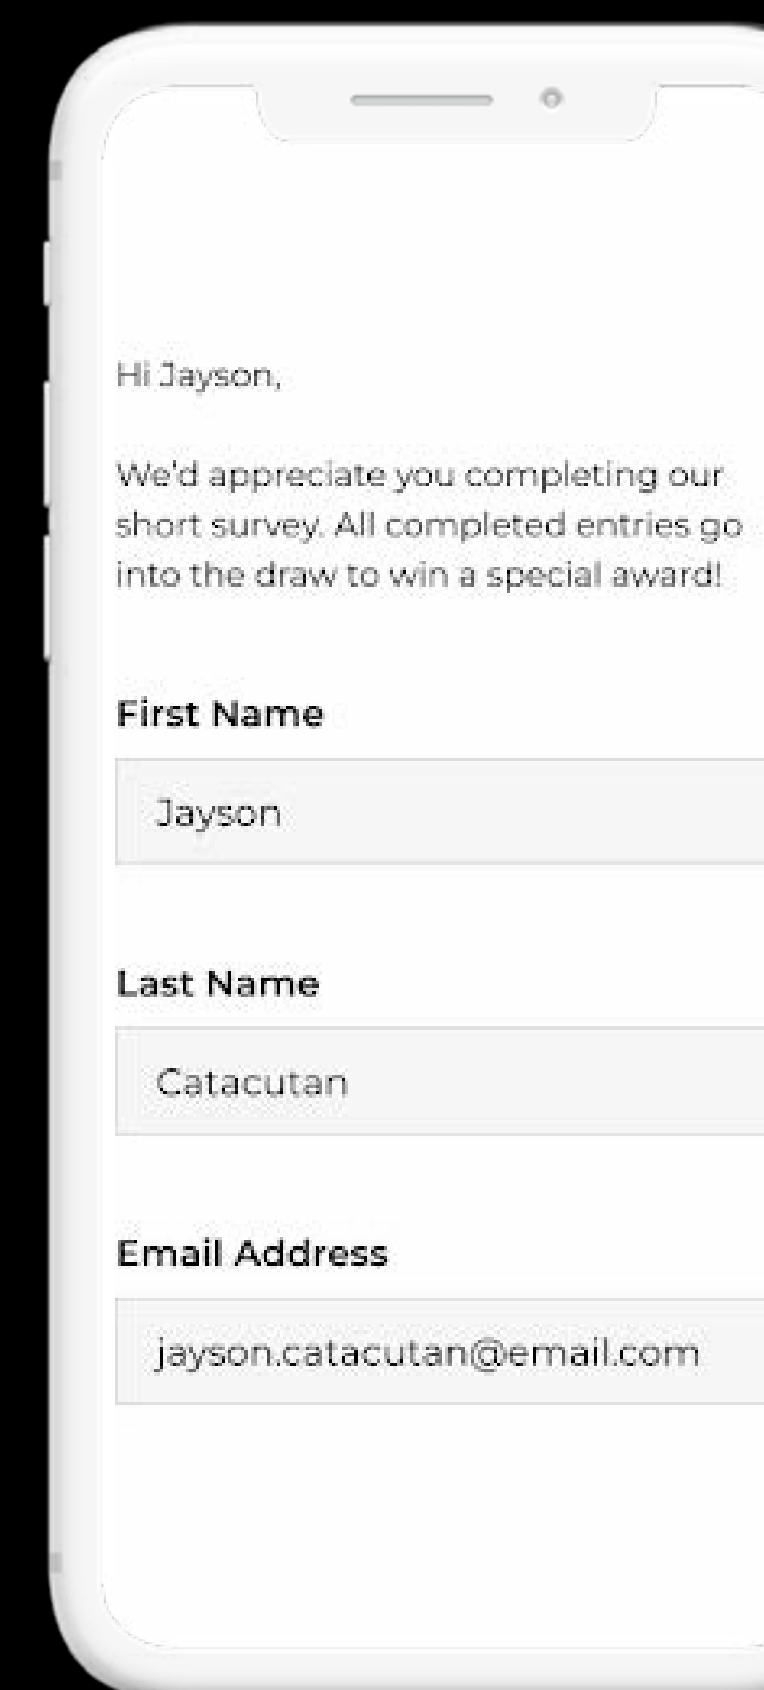 Hi Jayson,
We'd appreciate you completing our
short survey. All completed entries go
into the draw to win a special award!
First Name
Jayson
Last Name
Catacutan
Email Address
jayson.catacutan@email.com